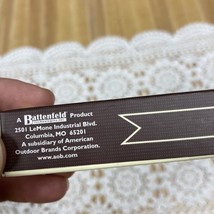 A Battenfeld Product
2501 LeMone Industrial Blvd.
Columbia, MO 65201
A subsidiary of American
Outdoor Brands Corporation.
www.aob.com